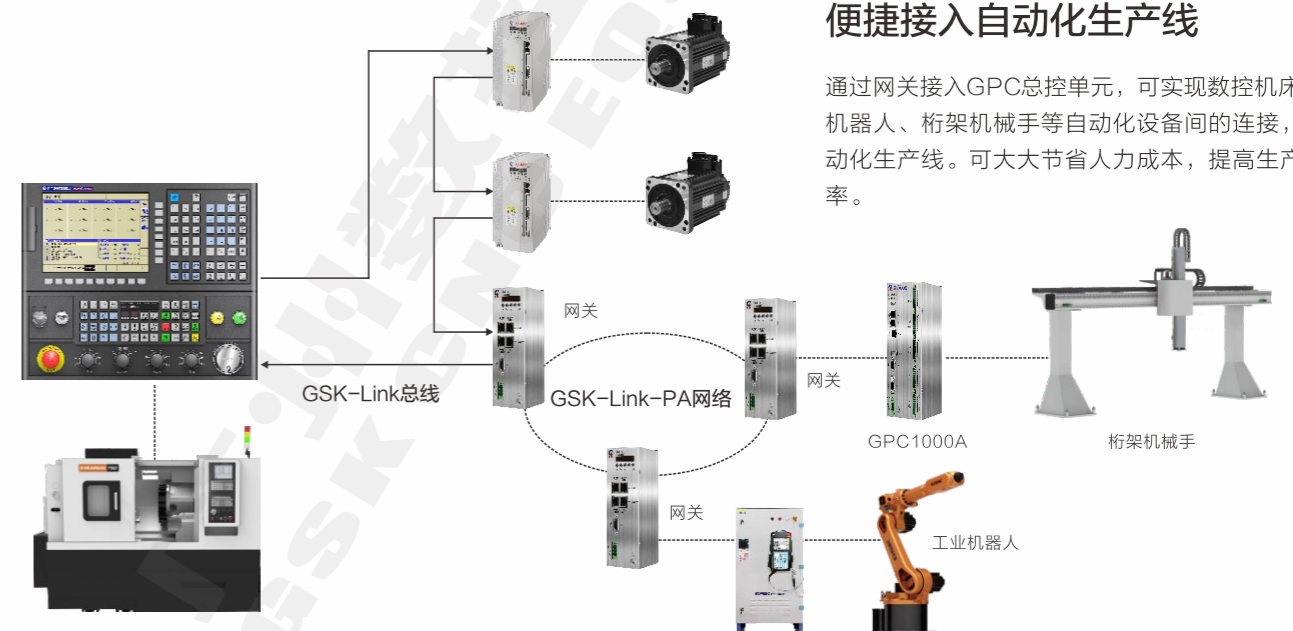 便捷接入自动化生产线
通过网关接入GPC总控单元，可实现数控机床
机器人、桁架机械手等自动化设备间的连接，
动化生产线。可大大节省人力成本，提高生产
率。
网关
GSK-Link总线
GSK-Link-PA网络
网关
GPC1000A
桁架机械手
网关
工业机器人